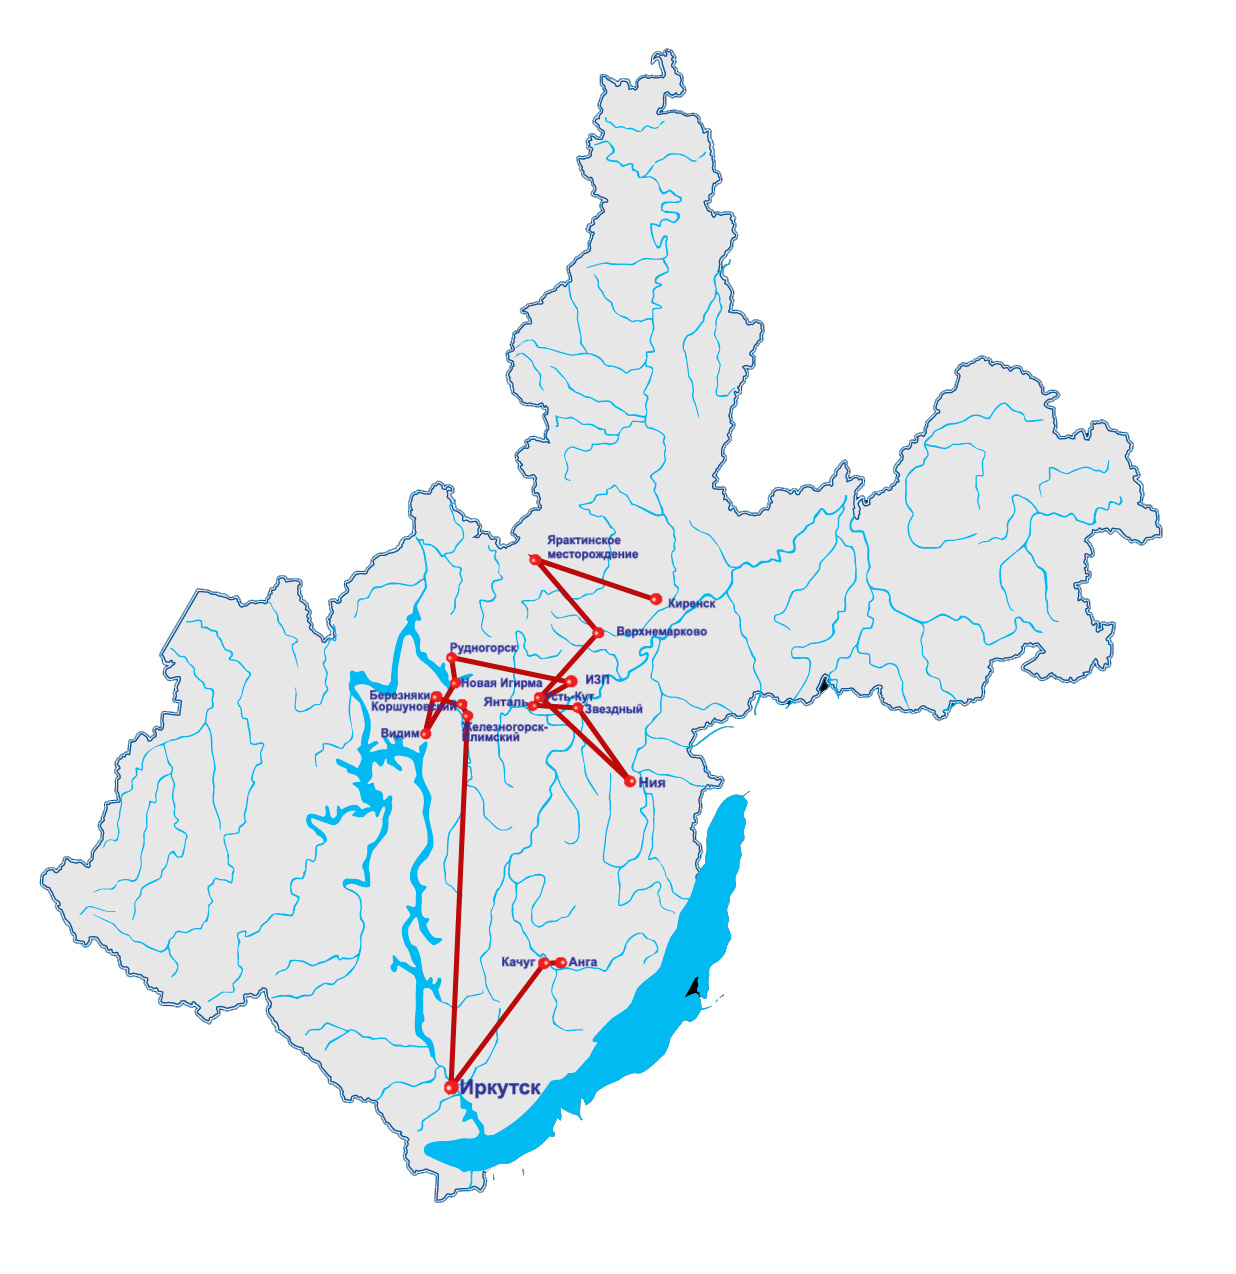 Ярактинское
месторождение
Киренск
Верхнемарково
Рудногорск
ИЗП
Новая Игирма
Березняки
Усть-Кут
Янталь
Коршуновский
Звездный
Железногорск-
Илимский
Видим
Ния
Качуг
Анга
Иркутск